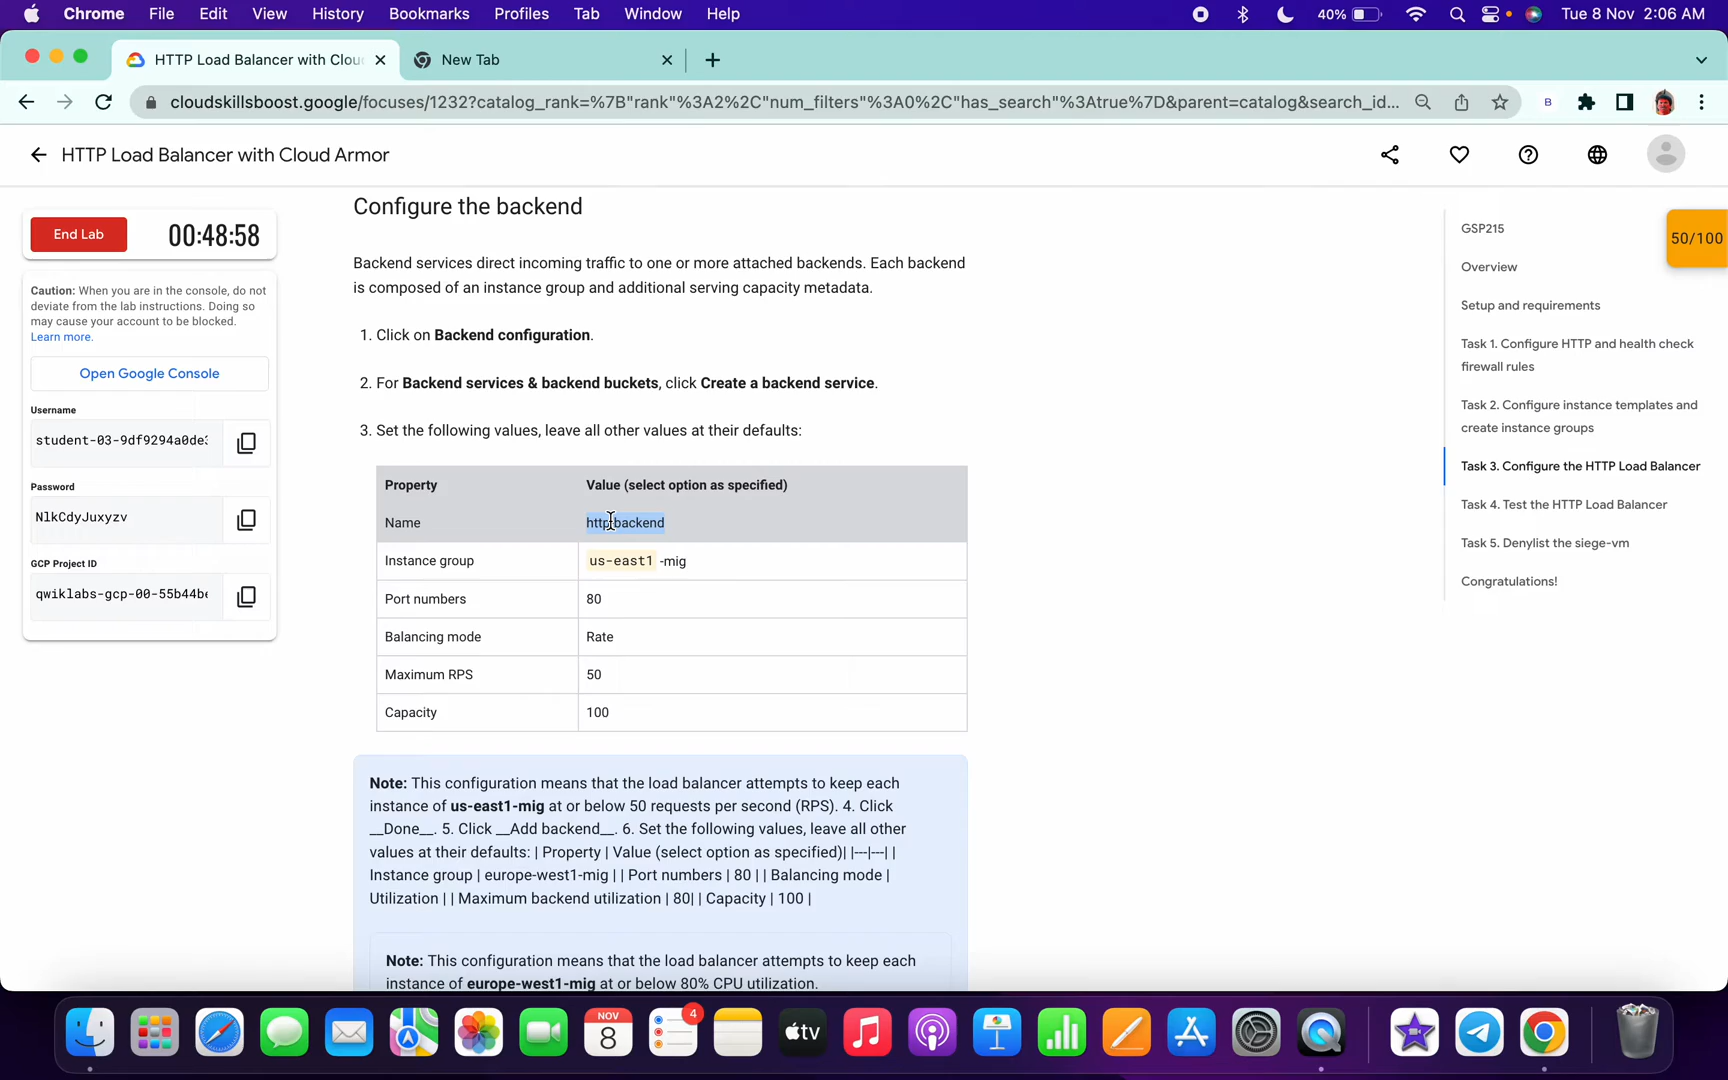 Chrome File Edit View History Bookmarks Profiles Tab Window Help 40% Tue 8 Nov 2:06 AM
HTTP Load Balancer with Clou New Tab
cloudskillsboost.google/focuses/1232?catalog_rank=%7B"rank"%3A2%2C"num_filters"%3A0%2C"has_search"%3Atrue%7D&parent=catalog&search_id... B
HTTP Load Balancer with Cloud Armor
End Lab 00:48:58
Caution: When you are in the console, do not
deviate from the lab instructions. Doing so
may cause your account to be blocked.
Learn more.
Open Google Console
Username
student-03-9df9294a0de
Password
NlkCdyJuxyzv
GCP Project ID
qwiklabs-gcp-00-55b44b
Configure the backend
Backend services direct incoming traffic to one or more attached backends. Each backend
is composed of an instance group and additional serving capacity metadata.
1. Click on Backend configuration.
2. For Backend services & backend buckets, click Create a backend service.
3. Set the following values, leave all other values at their defaults:
Property Value (select option as specified)
Name http-backend
Instance group us-east1 -mig
Port numbers 80
Balancing mode Rate
Maximum RPS 50
Capacity 100
Note: This configuration means that the load balancer attempts to keep each
instance of us-east1-mig at or below 50 requests per second (RPS). 4. Click
__Done__. 5. Click __Add backend__. 6. Set the following values, leave all other
values at their defaults: | Property | Value (select option as specified)| |---|---| |
Instance group | europe-west1-mig | | Port numbers | 80 | | Balancing mode |
Utilization | | Maximum backend utilization | 80| | Capacity | 100 |
Note: This configuration means that the load balancer attempts to keep each
instance of europe-west1-mig at or below 80% CPU utilization.
GSP215
50/100
Overview
Setup and requirements
Task 1. Configure HTTP and health check
firewall rules
Task 2. Configure instance templates and
create instance groups
Task 3. Configure the HTTP Load Balancer
Task 4. Test the HTTP Load Balancer
Task 5. Denylist the siege-vm
Congratulations!
NOV
8
4
tv